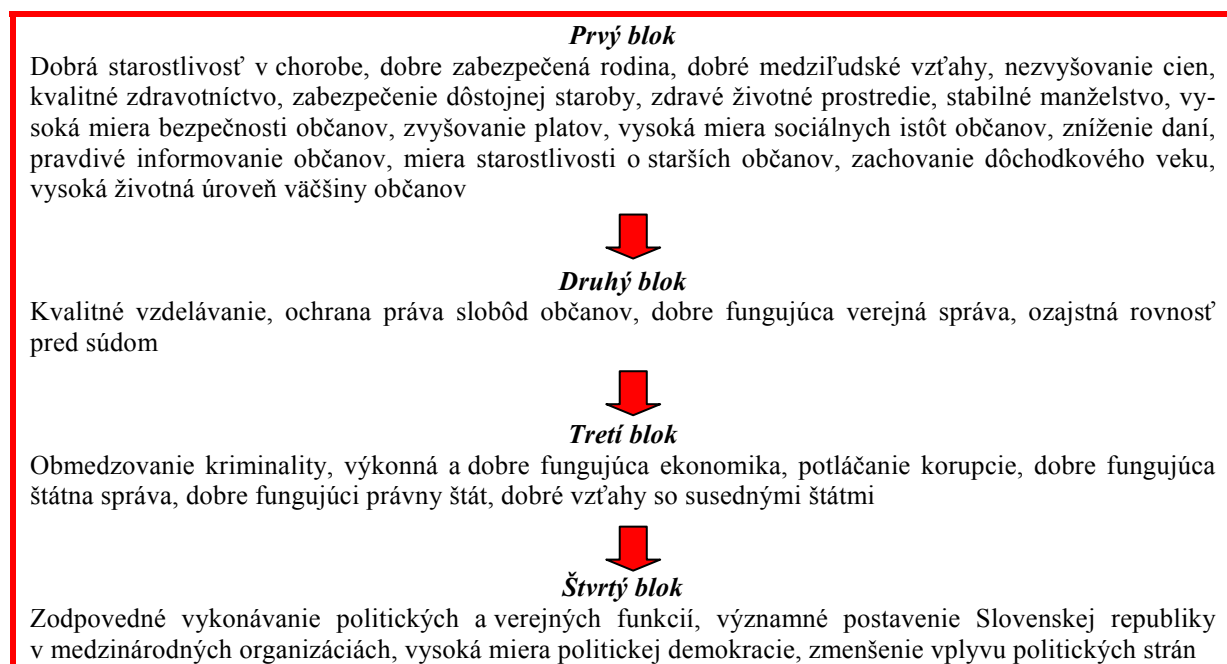 Prvý blok
Dobrá starostlivosť v chorobe, dobre zabezpečená rodina, dobré medziľudské vzťahy, nezvyšovanie cien,
kvalitné zdravotníctvo, zabezpečenie dôstojnej staroby, zdravé životné prostredie, stabilné manželstvo, vy-
soká miera bezpečnosti občanov, zvyšovanie platov, vysoká miera sociálnych istôt občanov, zníženie daní,
pravdivé informovanie občanov, miera starostlivosti o starších občanov, zachovanie dôchodkového veku,
vysoká životná úroveň väčšiny občanov
Druhý blok
Kvalitné vzdelávanie, ochrana práva slobôd občanov, dobre fungujúca verejná správa, ozajstná rovnosť
pred súdom
Tretí blok
Obmedzovanie kriminality, výkonná a dobre fungujúca ekonomika, potláčanie korupcie, dobre fungujúca
štátna správa, dobre fungujúci právny štát, dobré vzťahy so susednými štátmi
Štvrtý blok
Zodpovedné vykonávanie politických a verejných funkcií, významné postavenie Slovenskej republiky
v medzinárodných organizáciách, vysoká miera politickej demokracie, zmenšenie vplyvu politických strán